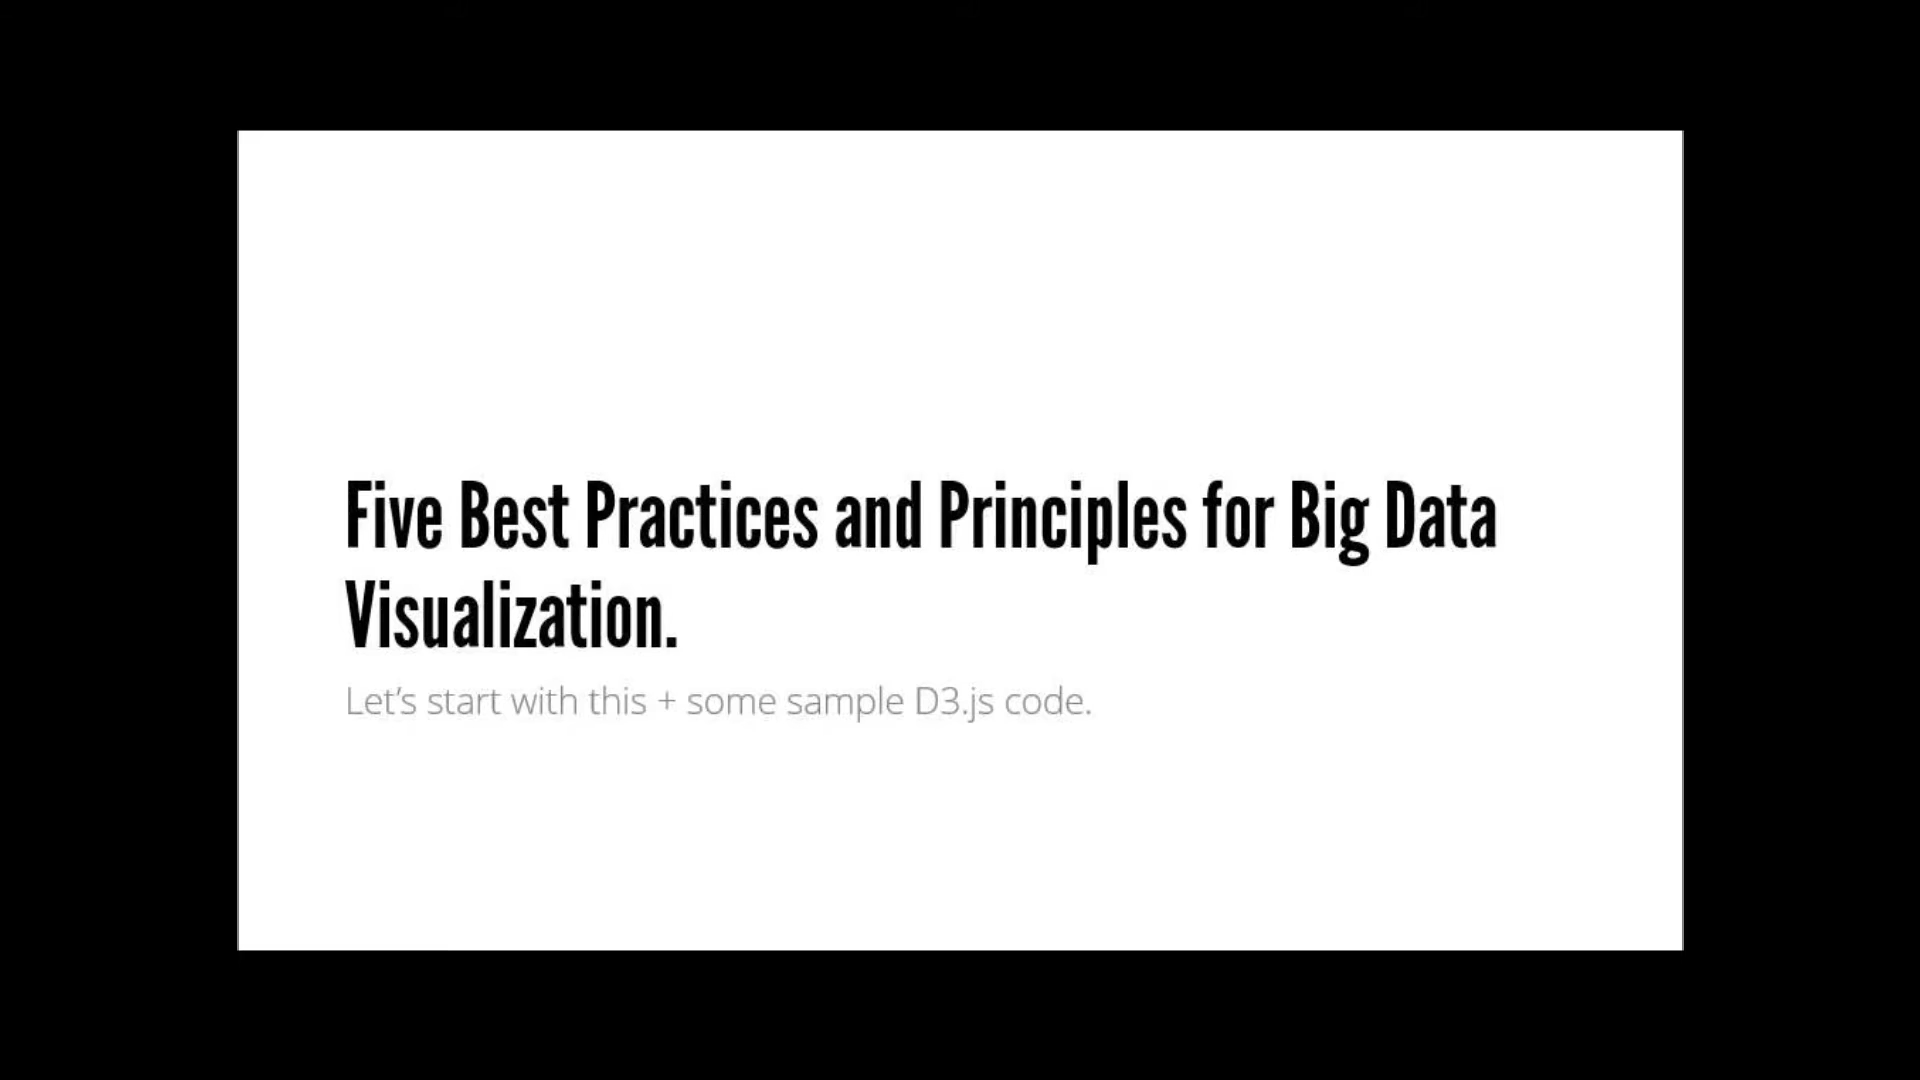 Five Best Practices and Principles for Big Data
Visualization.
Let’s start with this + some sample D3.js code.